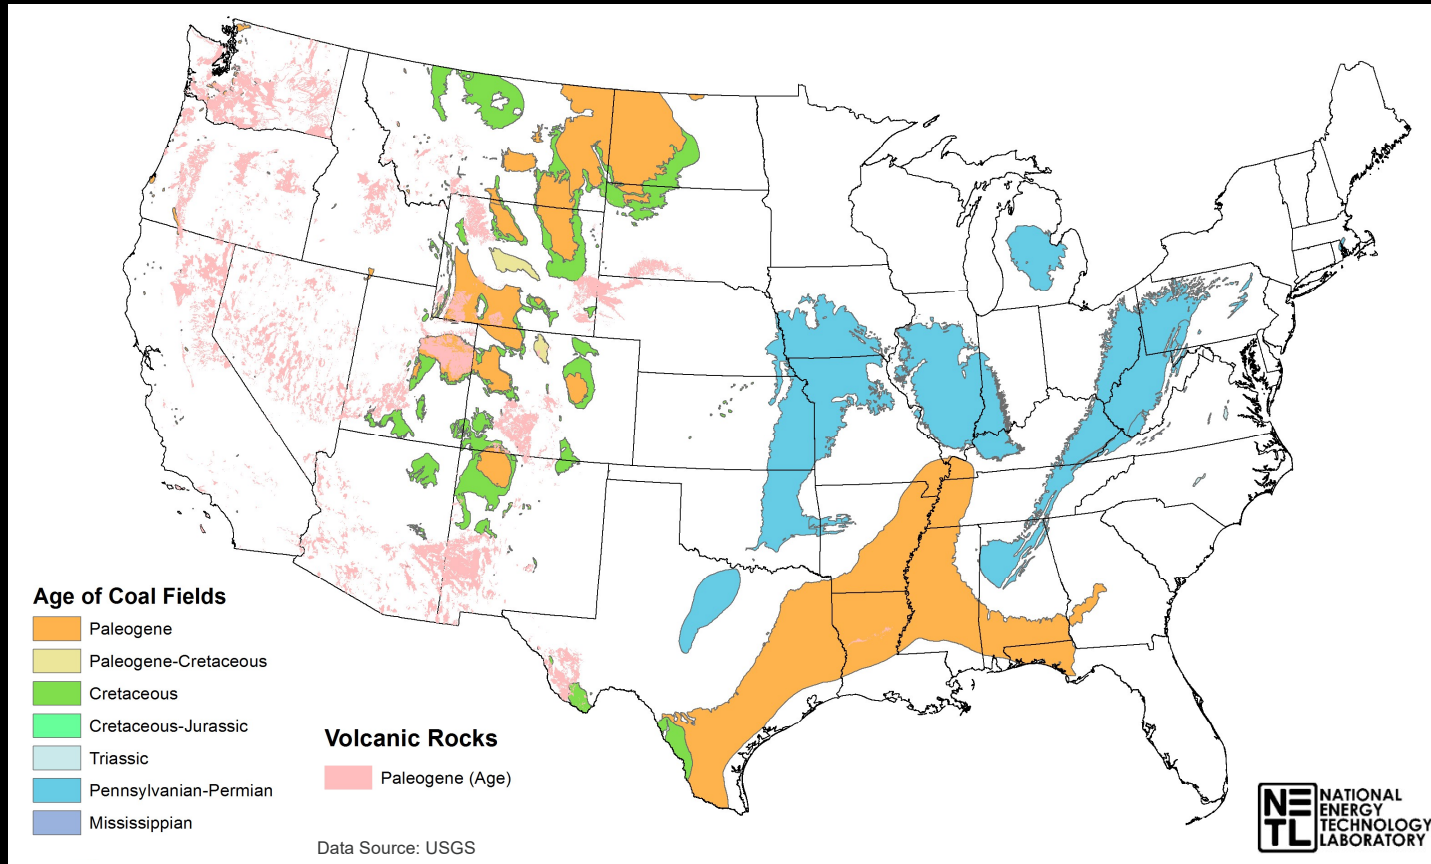 Age of Coal Fields
Paleogene
Paleogene-Cretaceous
Cretaceous
Cretaceous-Jurassic
Triassic
Pennsylvanian-Permian
Mississippian
Volcanic Rocks
Paleogene (Age)
Data Source: USGS
NETL
NATIONAL
ENERGY
TECHNOLOGY
LABORATORY